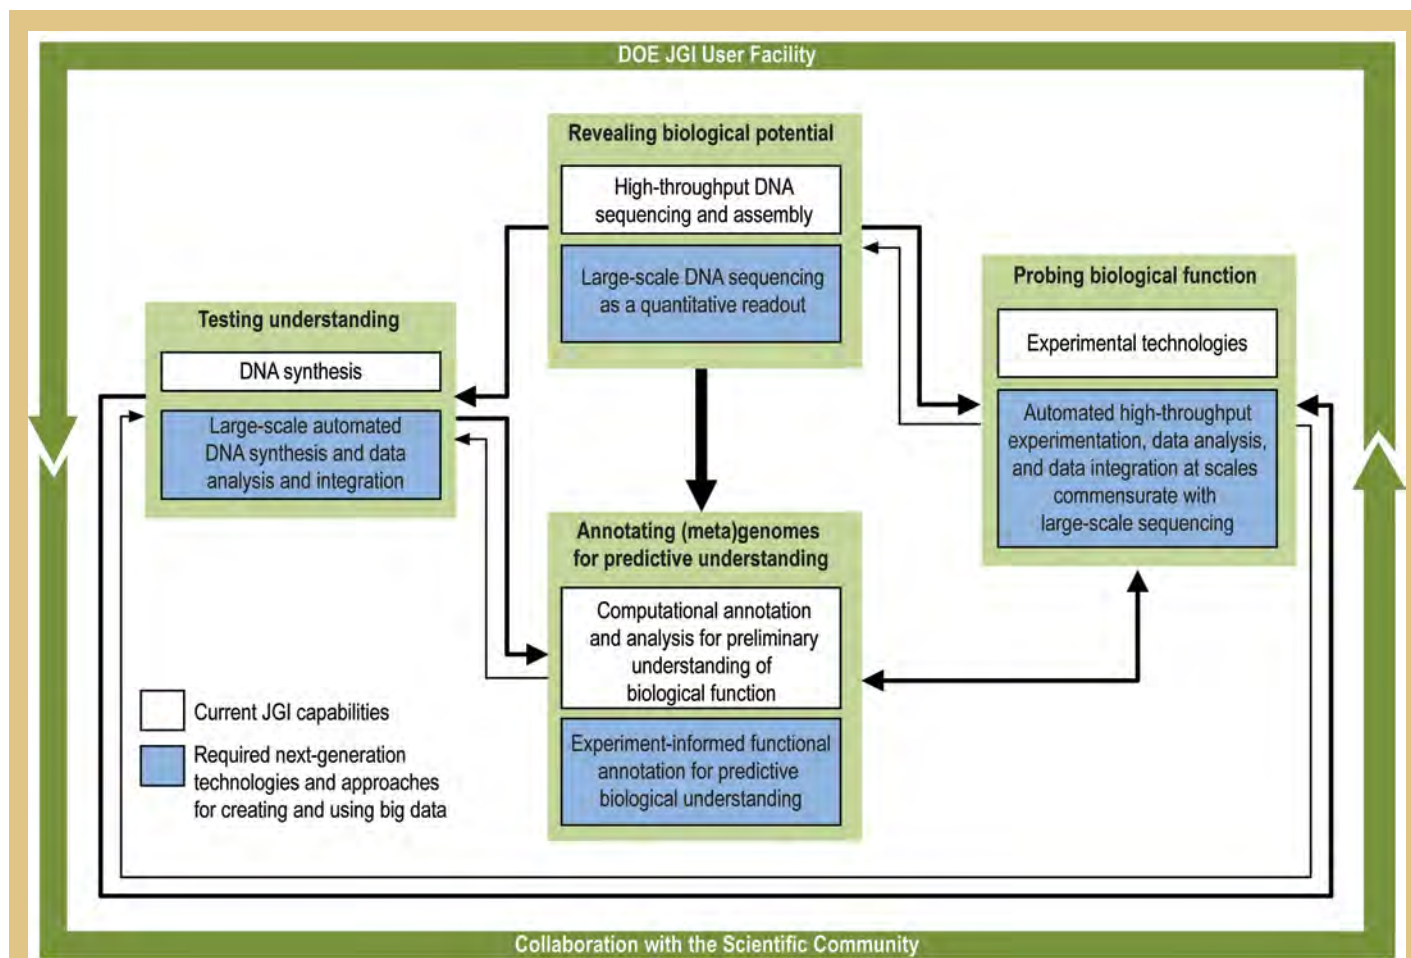 DOE JGI User Facility
Revealing biological potential
High-throughput DNA
sequencing and assembly
Large-scale DNA sequencing
as a quantitative readout
Probing biological function
Experimental technologies
Automated high-throughput
experimentation, data analysis,
and data integration at scales
commensurate with
large-scale sequencing
Testing understanding
DNA synthesis
Large-scale automated
DNA synthesis and data
analysis and integration
Annotating (meta)genomes
for predictive understanding
Computational annotation
and analysis for preliminary
understanding of
biological function
Experiment-informed functional
annotation for predictive
biological understanding
Current JGI capabilities
Required next-generation
technologies and approaches
for creating and using big data
Collaboration with the Scientific Community